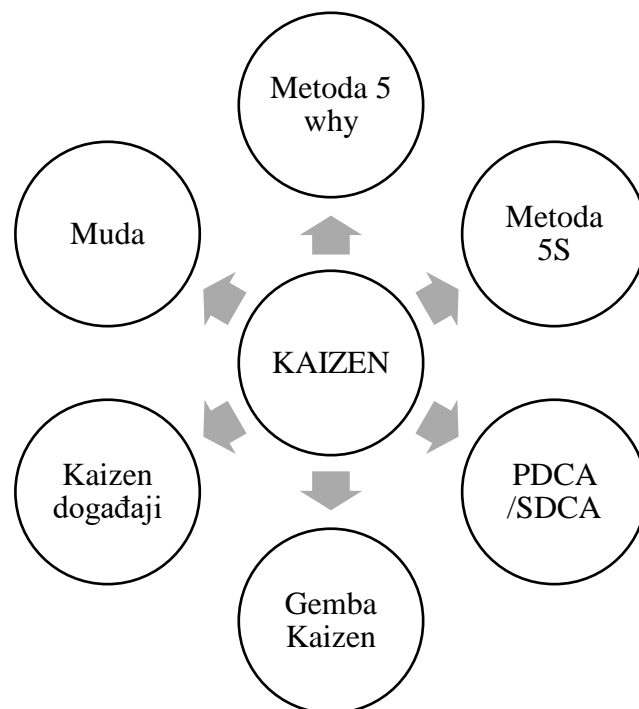 Metoda 5
why
Muda
Metoda
5S
KAIZEN
Kaizen
događaji
PDCA
/SDCA
Gemba
Kaizen